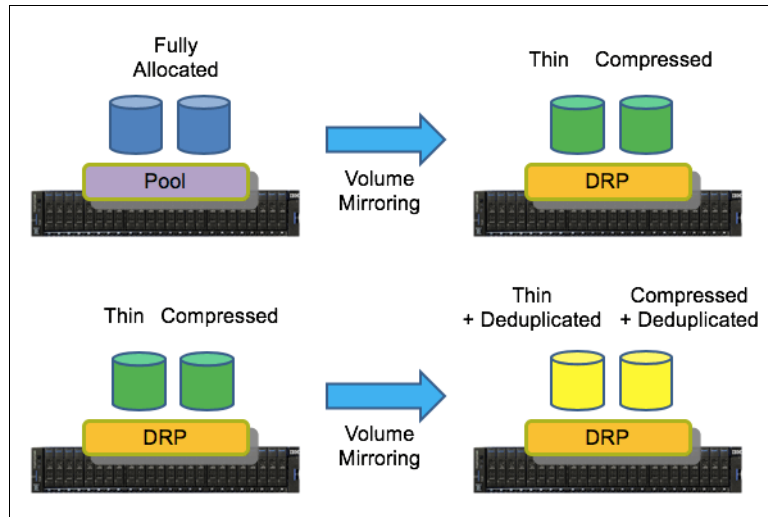 Fully
Allocated
Thin Compressed
Pool
Volume
Mirroring
DRP
Thin Compressed
Thin
+ Deduplicated
Compressed
+ Deduplicated
DRP
Volume
Mirroring
DRP